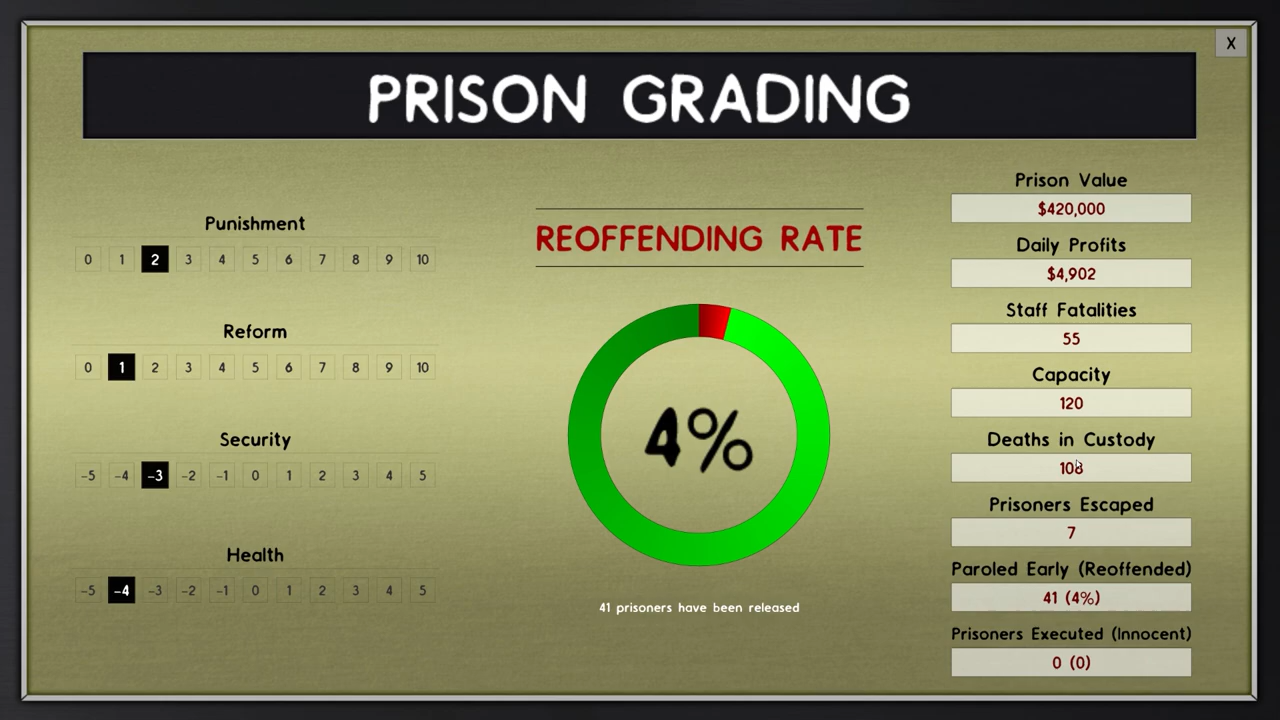 X
PRISON GRADING
Punishment
0 1 2 3 4 5 6 7 8 9 10
Reform
0 1 2 3 4 5 6 7 8 9 10
Security
-5 -4 -3 -2 -1 0 1 2 3 4 5
Health
-5 -4 -3 -2 -1 0 1 2 3 4 5
REOFFENDING RATE
4%
41 prisoners have been released
Prison Value
$420,000
Daily Profits
$4,902
Staff Fatalities
55
Capacity
120
Deaths in Custody
108
Prisoners Escaped
7
Paroled Early (Reoffended)
41 (4%)
Prisoners Executed (Innocent)
0 (0)